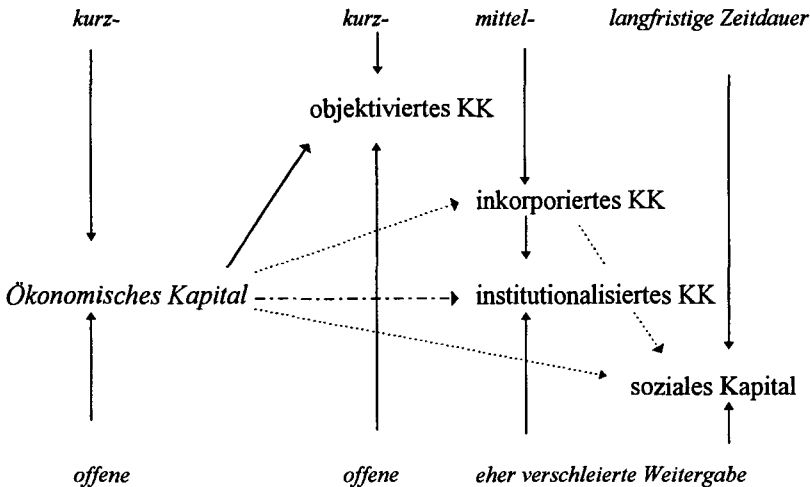 kurz- kurz- mittel- langfristige Zeitdauer
objektiviertes KK
inkorporiertes KK
Ökonomisches Kapital institutionalisiertes KK
soziales Kapital
offene offene eher verschleierte Weitergabe